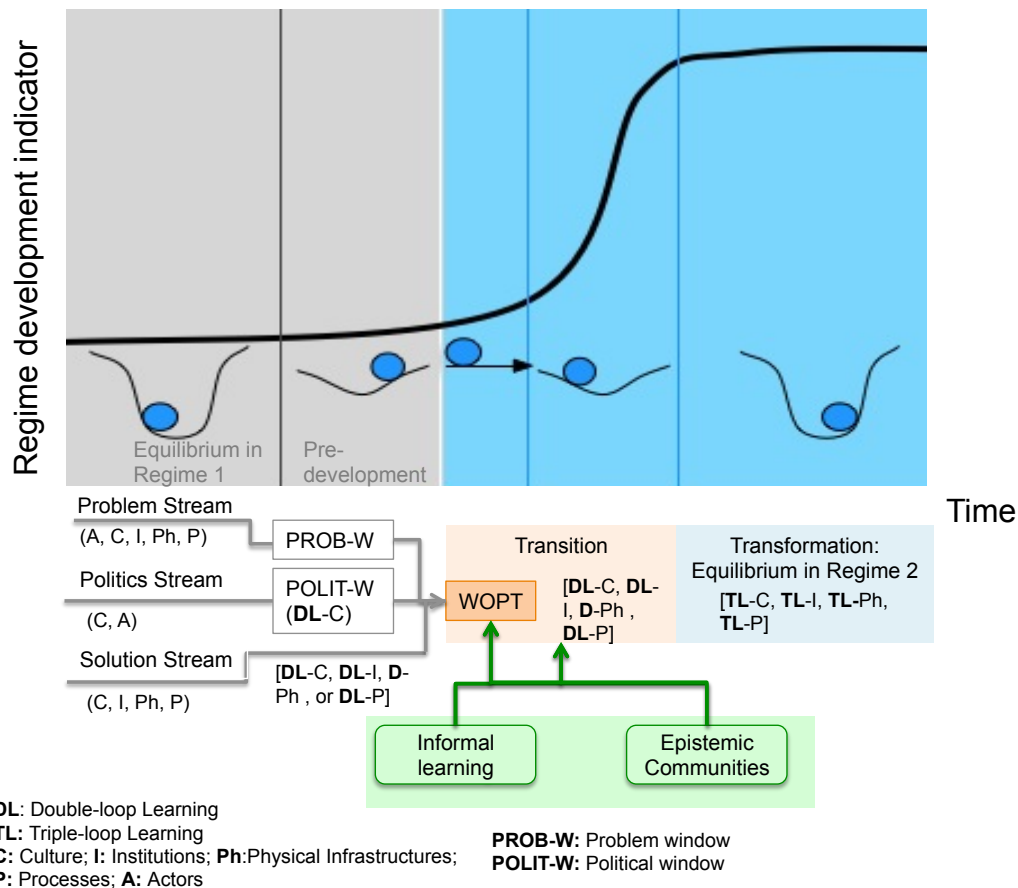 Regime development indicator
Equilibrium in
Regime 1
Pre-
development
Time
Problem Stream
(A, C, I, Ph, P)
PROB-W
Politics Stream
(C, A)
POLIT-W
(DL-C)
Solution Stream
(C, I, Ph, P)
[DL-C, DL-I, D-
Ph , or DL-P]
Transition
WOPT
[DL-C, DL-
I, D-Ph ,
DL-P]
Transformation:
Equilibrium in Regime 2
[TL-C, TL-I, TL-Ph,
TL-P]
Informal
learning
Epistemic
Communities
DL: Double-loop Learning
TL: Triple-loop Learning
C: Culture; I: Institutions; Ph:Physical Infrastructures;
P: Processes; A: Actors
PROB-W: Problem window
POLIT-W: Political window